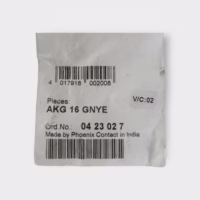 4 017918 002008
Pieces:
V/C: 02
AKG 16 GNYE
Ord No.: 04 23 02 7
Made by Phoenix Contact in India